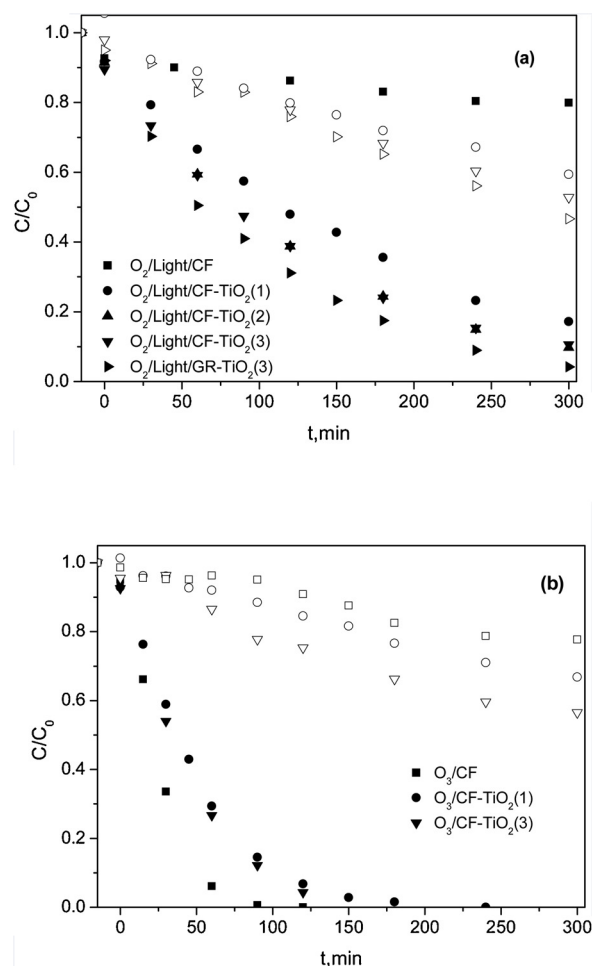 (a)
1.0
0.8
0.6
0.4
0.2
0.0
C/C₀
O₂/Light/CF
O₂/Light/CF-TiO₂(1)
O₂/Light/CF-TiO₂(2)
O₂/Light/CF-TiO₂(3)
O₂/Light/GR-TiO₂(3)
0 50 100 150 200 250 300
t,min
(b)
1.0
0.8
0.6
0.4
0.2
0.0
C/C₀
O₃/CF
O₃/CF-TiO₂(1)
O₃/CF-TiO₂(3)
0 50 100 150 200 250 300
t,min